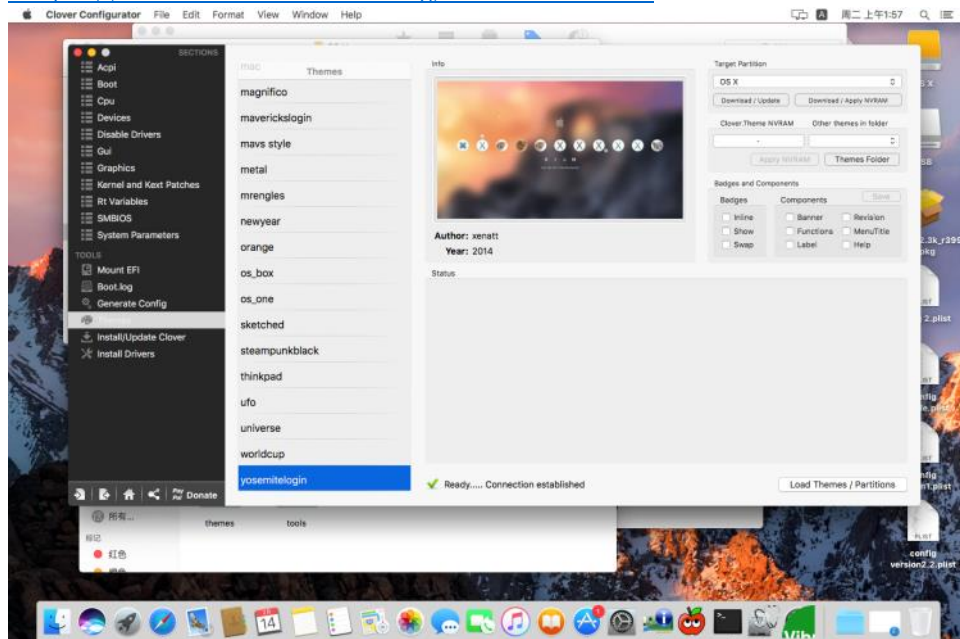 Clover Configurator File Edit Format View Window Help
周二上午1:57
SECTIONS
Acpi
Boot
Cpu
Devices
Disable Drivers
Gui
Graphics
Kernel and Kext Patches
Rt Variables
SMBIOS
System Parameters
TOOLS
Mount EFI
Boot.log
Generate Config
Themes
Install/Update Clover
Install Drivers
Donate
Themes
mac
magnifico
maverickslogin
mavs style
metal
mrengles
newyear
orange
os_box
os_one
sketched
steampunkblack
thinkpad
ufo
universe
worldcup
yosemitelogin
Info
Author: xenatt
Year: 2014
Status
Ready..... Connection established
Load Themes / Partitions
Target Partition
OS X
Download / Update
Download / Apply NVRAM
Clover.Theme NVRAM
Other themes in folder
-
Apply NVRAM
Themes Folder
Badges and Components
Save
Badges
Components
Inline
Banner
Revision
Show
Functions
MenuTitle
Swap
Label
Help
所有...
标记
红色
themes
tools
2.plist
config
version2.2.plist
14